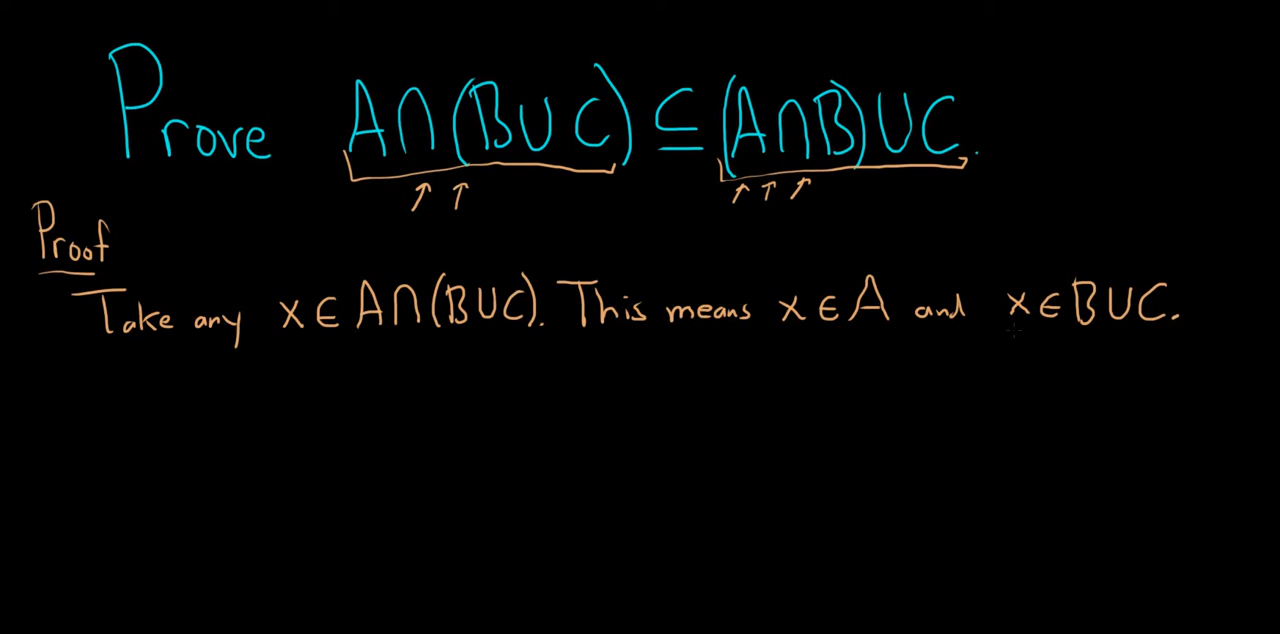 Prove A∩(B∪C) ⊆ (A∩B)∪C.
Proof
Take any x ∈ A∩(B∪C). This means x ∈ A and x ∈ B∪C.